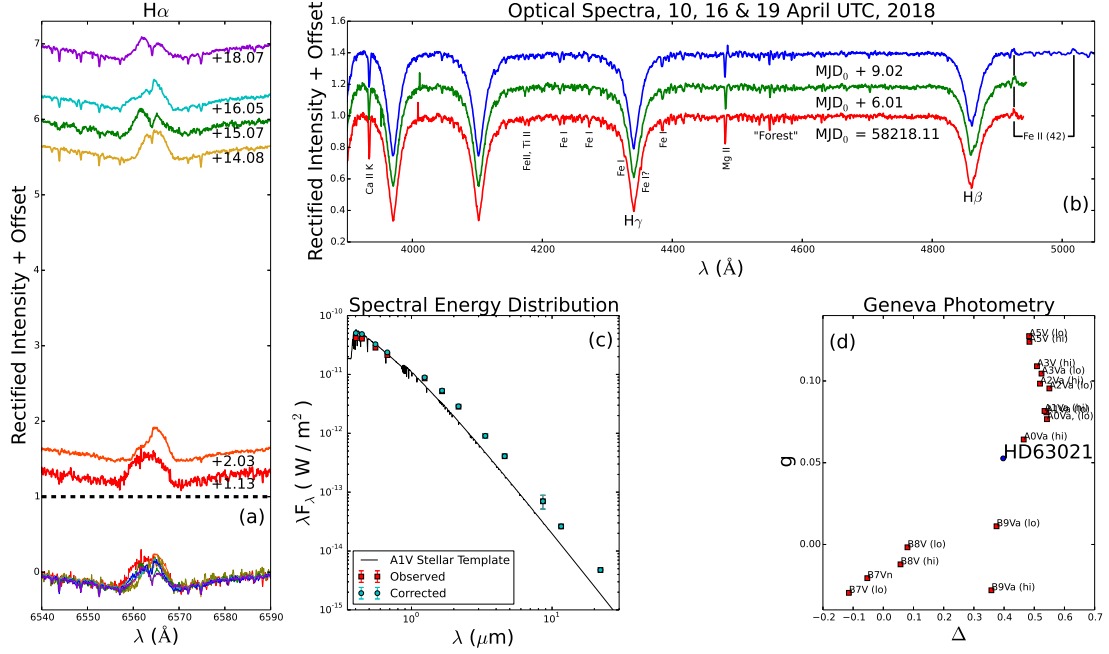 Hα
Rectified Intensity + Offset
7
6
5
4
3
2
1
0
+18.07
+16.05
+15.07
+14.08
+2.03
+1.13
(a)
6540
6550
6560
6570
6580
6590
λ (Å)
Optical Spectra, 10, 16 & 19 April UTC, 2018
Rectified Intensity + Offset
1.6
1.4
1.2
1.0
0.8
0.6
0.4
0.2
MJD₀ + 9.02
MJD₀ + 6.01
"Forest"
MJD₀ = 58218.11
Ca II K
FeII, Ti II
Fe I
Fe I
Fe I
Fe I?
Fe I
Mg II
Fe II (42)
Hγ
Hβ
(b)
4000
4200
4400
4600
4800
5000
λ (Å)
Spectral Energy Distribution
λF_λ ( W / m²)
10⁻¹⁰
10⁻¹¹
10⁻¹²
10⁻¹³
10⁻¹⁴
10⁻¹⁵
(c)
A1V Stellar Template
Observed
Corrected
10⁰
10¹
λ (μm)
Geneva Photometry
g
0.10
0.05
0.00
(d)
A5V (lo)
A5V (hi)
A3V (hi)
A3Va (lo)
A2Va (hi)
A2Va (lo)
A1Va (hi)
A0Va, (lo)
A0Va (hi)
HD63021
B9Va (lo)
B8V (lo)
B8V (hi)
B7Vn
B7V (lo)
B9Va (hi)
−0.2
−0.1
0.0
0.1
0.2
0.3
0.4
0.5
0.6
0.7
Δ